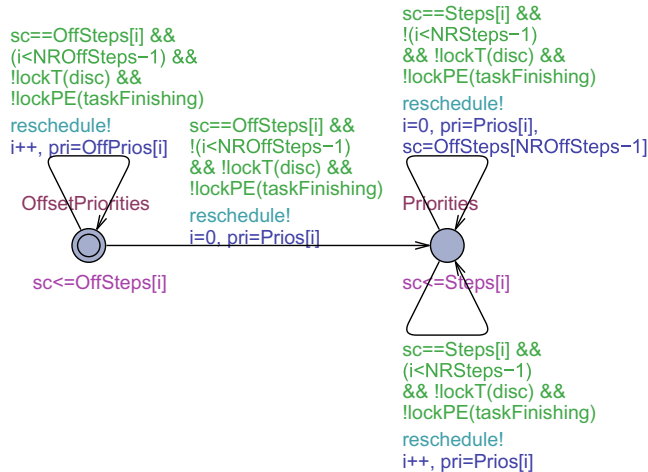 sc==OffSteps[i] &&
(i<NROffSteps−1) &&
!lockT(disc) &&
!lockPE(taskFinishing)
reschedule!
i++, pri=OffPrios[i]
OffsetPriorities
sc<=OffSteps[i]
sc==OffSteps[i] &&
!(i<NROffSteps−1)
&& !lockT(disc) &&
!lockPE(taskFinishing)
reschedule!
i=0, pri=Prios[i]
sc==Steps[i] &&
!(i<NRSteps−1)
&& !lockT(disc) &&
!lockPE(taskFinishing)
reschedule!
i=0, pri=Prios[i],
sc=OffSteps[NROffSteps−1]
Priorities
sc<=Steps[i]
sc==Steps[i] &&
(i<NRSteps−1)
&& !lockT(disc) &&
!lockPE(taskFinishing)
reschedule!
i++, pri=Prios[i]